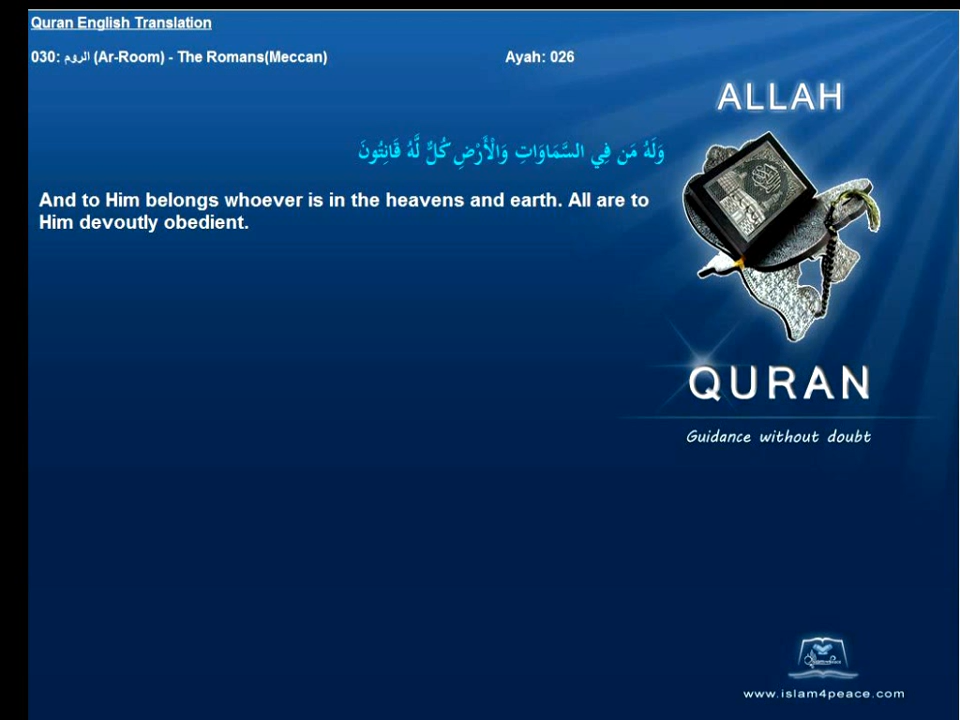 Quran English Translation
030: الروم (Ar-Room) - The Romans(Meccan) Ayah: 026
ALLAH
وَلَهُ مَن فِي السَّمَاوَاتِ وَالْأَرْضِ كُلٌّ لَّهُ قَانِتُونَ
And to Him belongs whoever is in the heavens and earth. All are to
Him devoutly obedient.
QURAN
Guidance without doubt
www.islam4peace.com